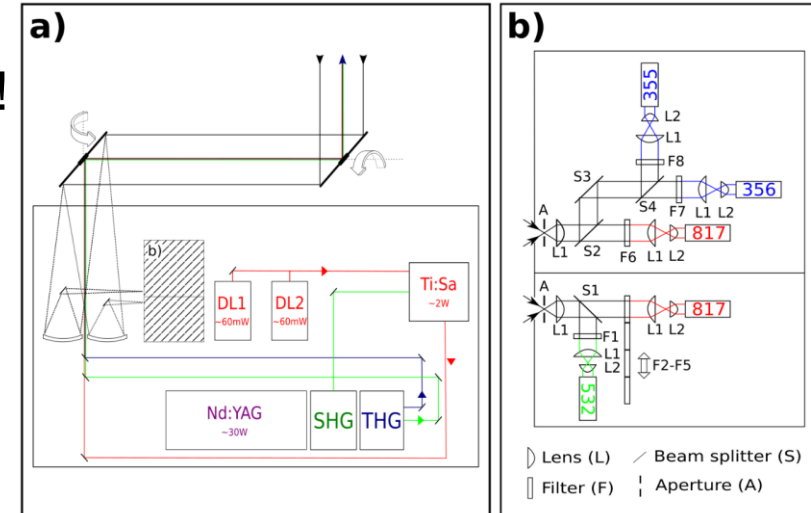 !
a)
b)
DL1
~60mW
DL2
~60mW
Ti:Sa
~2W
Nd:YAG
~30W
SHG
THG
b)
355
L2
L1
F8
S3
S4
356
F7
L1
L2
A
817
L1
S2
F6
L1
L2
A
S1
817
L1
L1
L2
F1
L1
L2
F2-F5
532
Lens (L)
Beam splitter (S)
Filter (F)
Aperture (A)